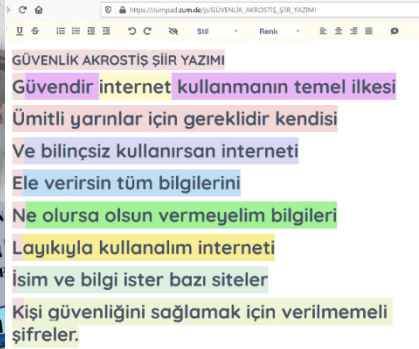 https://zumpad.zum.de/p/GÜVENLİK_AKROSTİŞ_ŞİİR_YAZIMI
Stil
Renk
GÜVENLİK AKROSTİŞ ŞİİR YAZIMI
Güvendir internet kullanmanın temel ilkesi
Ümitli yarınlar için gereklidir kendisi
Ve bilinçsiz kullanırsan interneti
Ele verirsin tüm bilgilerini
Ne olursa olsun vermeyelim bilgileri
Layıkıyla kullanalım interneti
İsim ve bilgi ister bazı siteler
Kişi güvenliğini sağlamak için verilmemeli
şifreler.